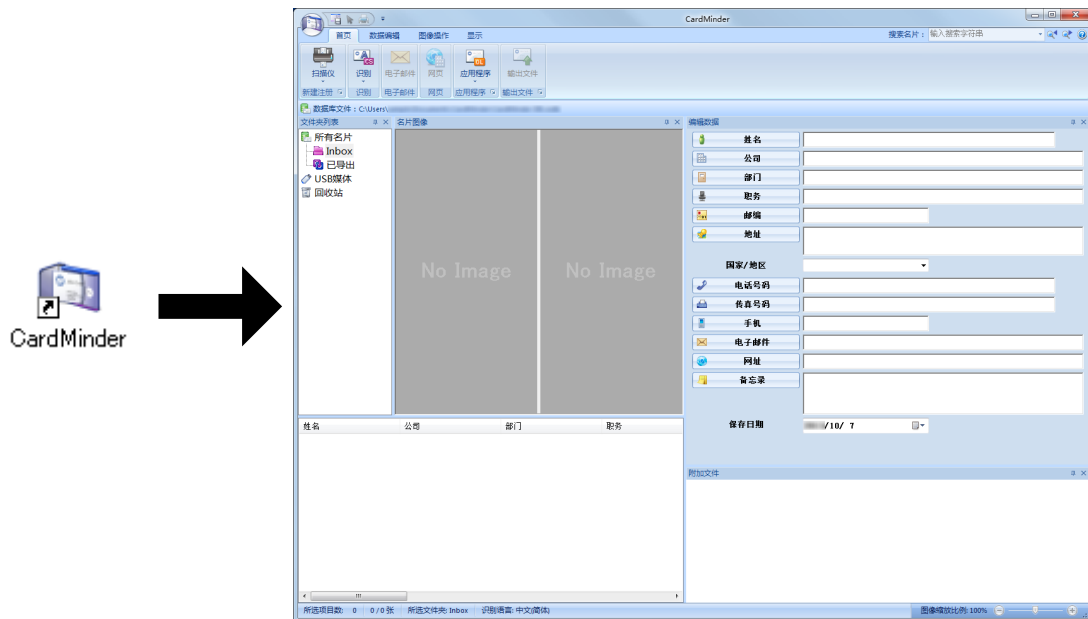 CardMinder
CardMinder
首页 数据编辑 图像操作 显示
搜索名片： 输入搜索字符串
扫描仪 识别 电子邮件 网页 应用程序 输出文件
新建注册 识别 电子邮件 网页 应用程序 输出文件
数据库文件：C:\Users\
文件夹列表 名片图像 编辑数据
所有名片
Inbox
已导出
USB媒体
回收站
No Image No Image
姓名
公司
部门
职务
邮编
地址
国家/地区
电话号码
传真号码
手机
电子邮件
网址
备忘录
保存日期 /10/ 7
姓名 公司 部门 职务
附加文件
所选项目数: 0 0/0张 所选文件夹: Inbox 识别语言: 中文(简体) 图像缩放比例: 100%